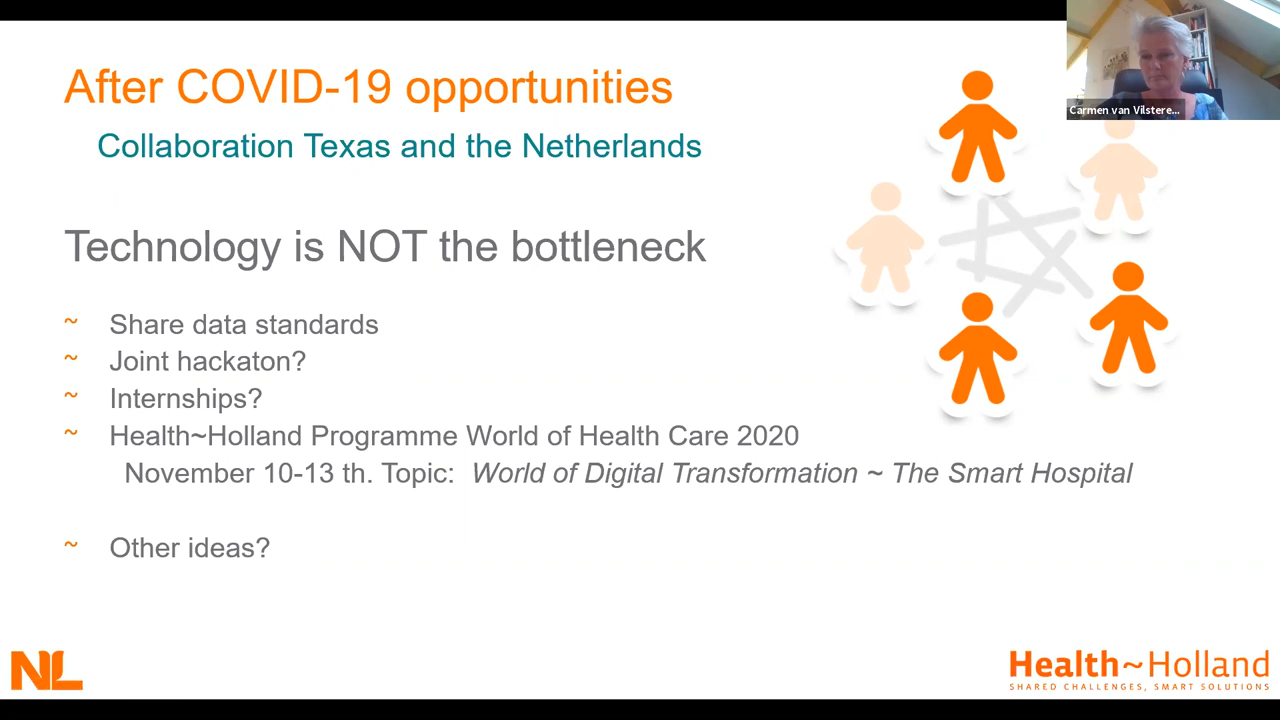 After COVID-19 opportunities
Collaboration Texas and the Netherlands
Carmen van Vilstere...
Technology is NOT the bottleneck
~ Share data standards
~ Joint hackaton?
~ Internships?
~ Health~Holland Programme World of Health Care 2020
November 10-13 th. Topic: World of Digital Transformation ~ The Smart Hospital
~ Other ideas?
NL
Health~Holland
SHARED CHALLENGES, SMART SOLUTIONS